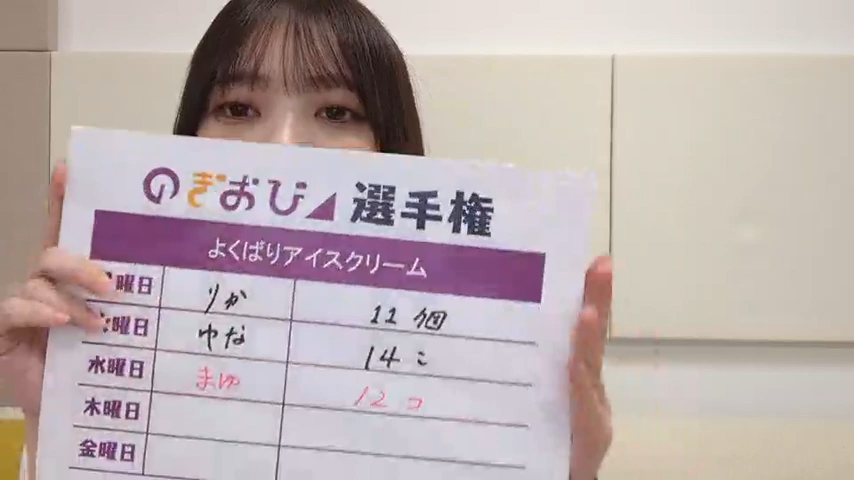 のぎおび 選手権
よくばりアイスクリーム
曜日 りか 11個
曜日 ゆな 14こ
水曜日 まゆ 12コ
木曜日
金曜日